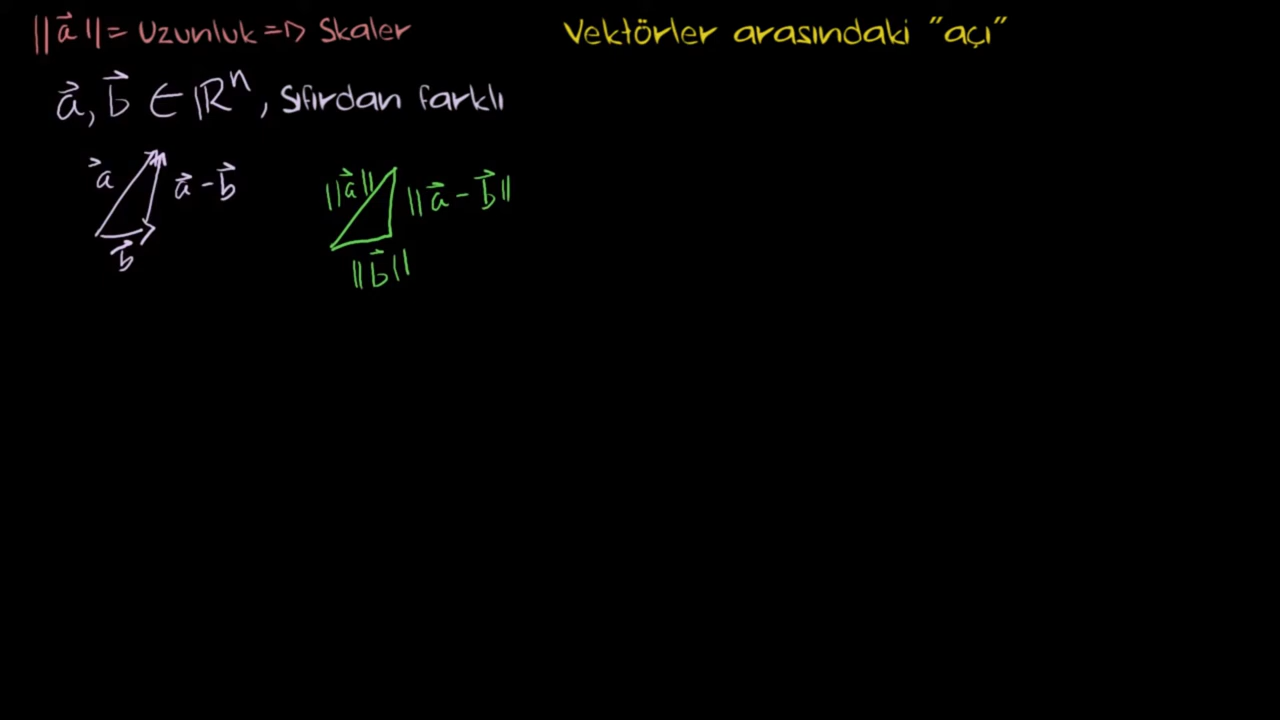 ||a⃗|| = Uzunluk => Skaler
Vektörler arasındaki "açı"
a⃗, b⃗ ∈ ℝⁿ, Sıfırdan farklı
a⃗
a⃗ - b⃗
b⃗
||a⃗||
||a⃗ - b⃗||
||b⃗||